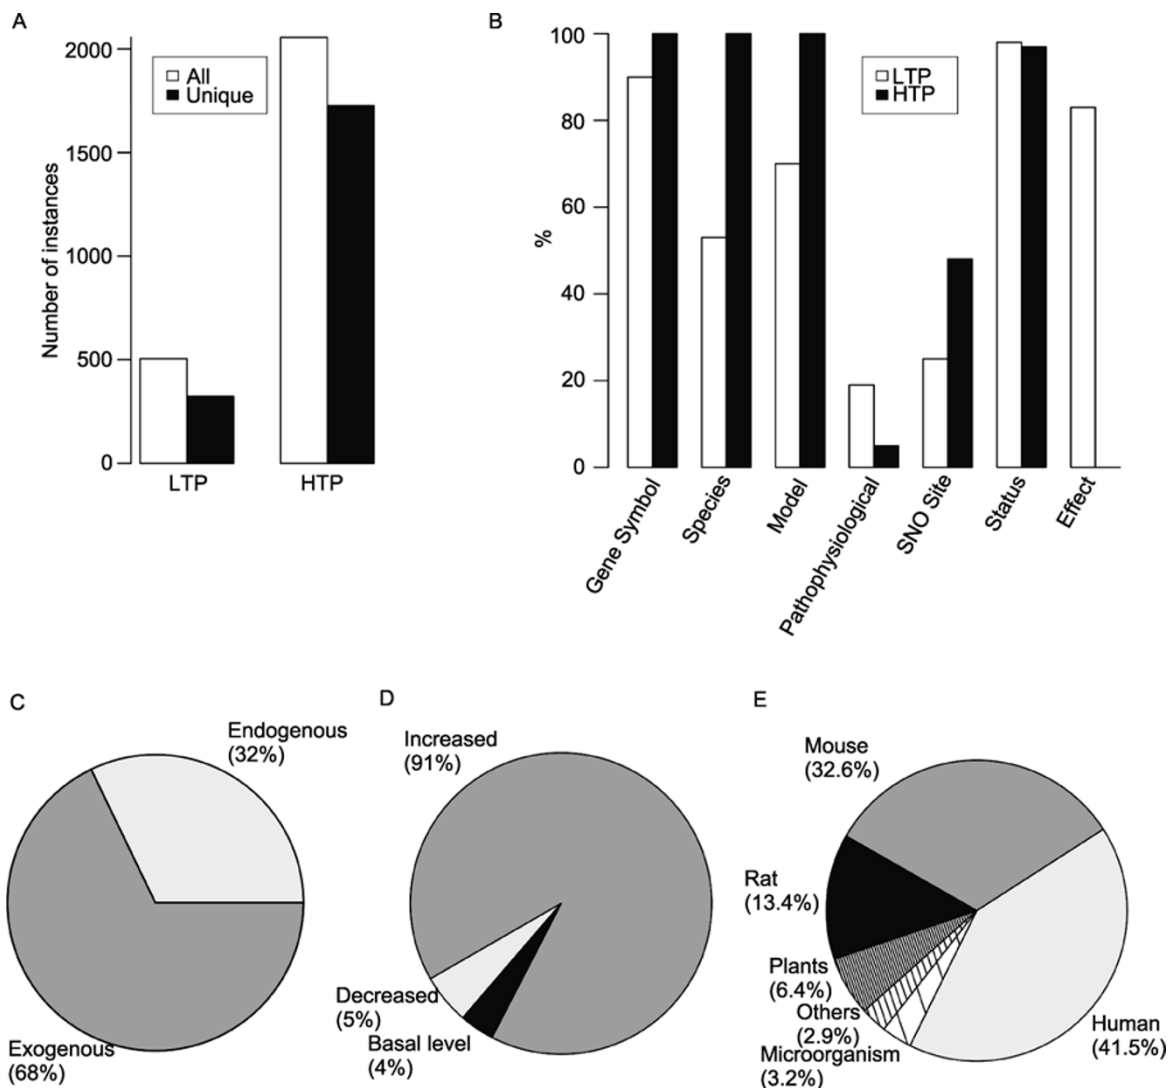 A
Number of instances
2000
1500
1000
500
0
All
Unique
LTP
HTP
B
%
100
80
60
40
20
0
LTP
HTP
Gene Symbol
Species
Model
Pathophysiological
SNO Site
Status
Effect
C
Endogenous
(32%)
Exogenous
(68%)
D
Increased
(91%)
Decreased
(5%)
Basal level
(4%)
E
Mouse
(32.6%)
Rat
(13.4%)
Plants
(6.4%)
Others
(2.9%)
Microorganism
(3.2%)
Human
(41.5%)